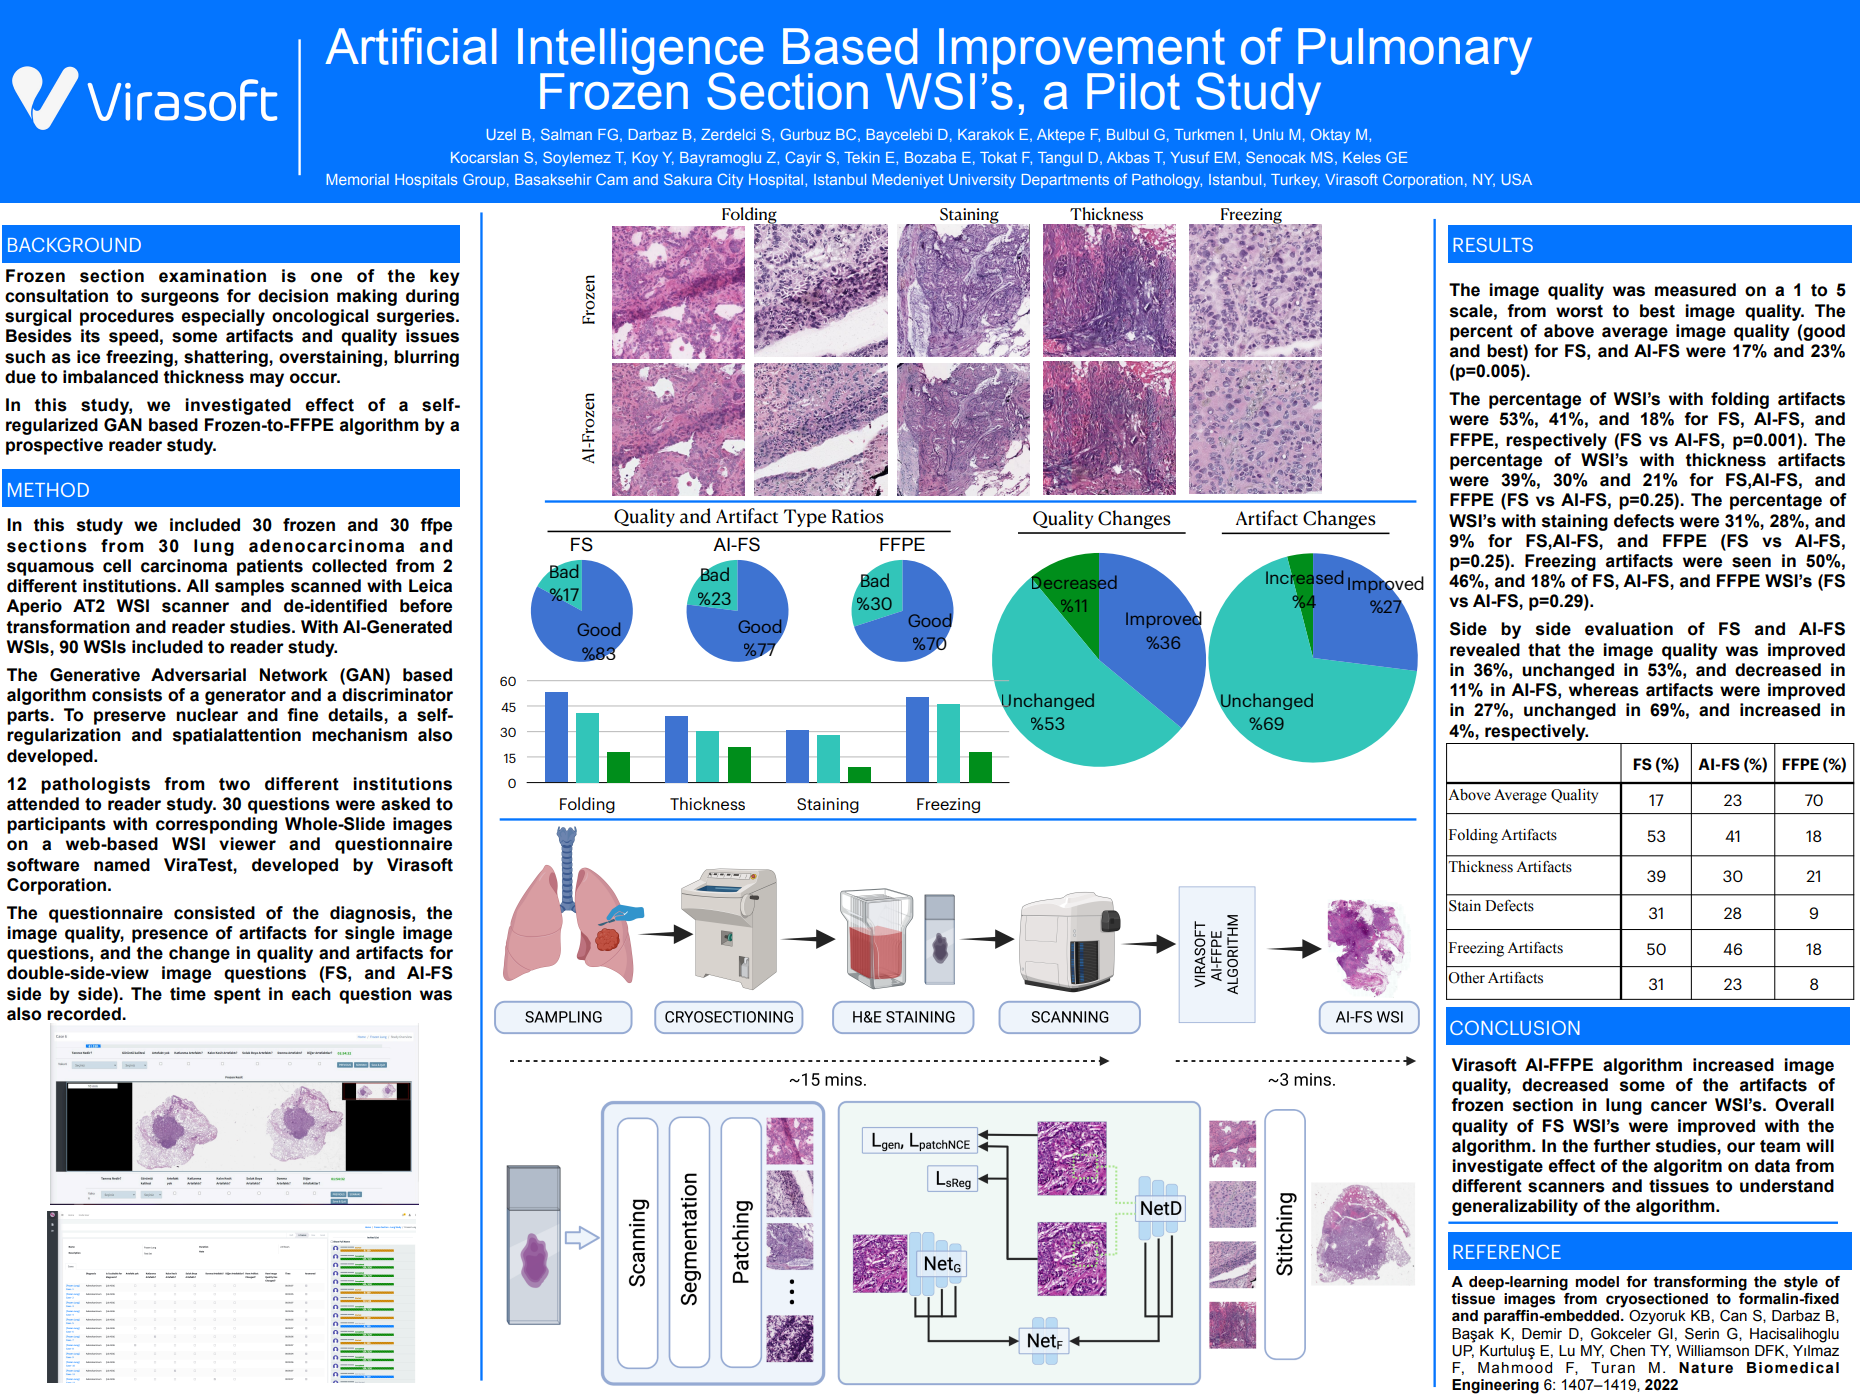 Virasoft
Artificial Intelligence Based Improvement of Pulmonary
Frozen Section WSI's, a Pilot Study
Uzel B, Salman FG, Darbaz B, Zerdelci S, Gurbuz BC, Baycelebi D, Karakok E, Aktepe F, Bulbul G, Turkmen I, Unlu M, Oktay M,
Kocarslan S, Soylemez T, Koy Y, Bayramoglu Z, Cayir S, Tekin E, Bozaba E, Tokat F, Tangul D, Akbas T, Yusuf EM, Senocak MS, Keles GE
Memorial Hospitals Group, Basaksehir Cam and Sakura City Hospital, Istanbul Medeniyet University Departments of Pathology, Istanbul, Turkey, Virasoft Corporation, NY, USA
BACKGROUND
Frozen section examination is one of the key
consultation to surgeons for decision making during
surgical procedures especially oncological surgeries.
Besides its speed, some artifacts and quality issues
such as ice freezing, shattering, overstaining, blurring
due to imbalanced thickness may occur.
In this study, we investigated effect of a self-
regularized GAN based Frozen-to-FFPE algorithm by a
prospective reader study.
METHOD
In this study we included 30 frozen and 30 ffpe
sections from 30 lung adenocarcinoma and
squamous cell carcinoma patients collected from 2
different institutions. All samples scanned with Leica
Aperio AT2 WSI scanner and de-identified before
transformation and reader studies. With AI-Generated
WSIs, 90 WSIs included to reader study.
The Generative Adversarial Network (GAN) based
algorithm consists of a generator and a discriminator
parts. To preserve nuclear and fine details, a self-
regularization and spatialattention mechanism also
developed.
12 pathologists from two different institutions
attended to reader study. 30 questions were asked to
participants with corresponding Whole-Slide images
on a web-based WSI viewer and questionnaire
software named ViraTest, developed by Virasoft
Corporation.
The questionnaire consisted of the diagnosis, the
image quality, presence of artifacts for single image
questions, and the change in quality and artifacts for
double-side-view image questions (FS, and AI-FS
side by side). The time spent in each question was
also recorded.
Folding Staining Thickness Freezing
Frozen
AI-Frozen
Quality and Artifact Type Ratios
FS AI-FS FFPE
Bad
%17
Good
%83
Bad
%23
Good
%77
Bad
%30
Good
%70
60
45
30
15
0
Folding Thickness Staining Freezing
Quality Changes
Decreased
%11
Improved
%36
Unchanged
%53
Artifact Changes
Increased
%4
Improved
%27
Unchanged
%69
VIRASOFT
AI-FFPE
ALGORITHM
SAMPLING CRYOSECTIONING H&E STAINING SCANNING AI-FS WSI
~15 mins. ~3 mins.
Scanning
Segmentation
Patching
Lgen, LpatchNCE
LsReg
NetD
NetG
NetF
Stitching
RESULTS
The image quality was measured on a 1 to 5
scale, from worst to best image quality. The
percent of above average image quality (good
and best) for FS, and AI-FS were 17% and 23%
(p=0.005).
The percentage of WSI's with folding artifacts
were 53%, 41%, and 18% for FS, AI-FS, and
FFPE, respectively (FS vs AI-FS, p=0.001). The
percentage of WSI's with thickness artifacts
were 39%, 30% and 21% for FS,AI-FS, and
FFPE (FS vs AI-FS, p=0.25). The percentage of
WSI's with staining defects were 31%, 28%, and
9% for FS,AI-FS, and FFPE (FS vs AI-FS,
p=0.25). Freezing artifacts were seen in 50%,
46%, and 18% of FS, AI-FS, and FFPE WSI's (FS
vs AI-FS, p=0.29).
Side by side evaluation of FS and AI-FS
revealed that the image quality was improved
in 36%, unchanged in 53%, and decreased in
11% in AI-FS, whereas artifacts were improved
in 27%, unchanged in 69%, and increased in
4%, respectively.
FS (%) AI-FS (%) FFPE (%)
Above Average Quality 17 23 70
Folding Artifacts 53 41 18
Thickness Artifacts 39 30 21
Stain Defects 31 28 9
Freezing Artifacts 50 46 18
Other Artifacts 31 23 8
CONCLUSION
Virasoft AI-FFPE algorithm increased image
quality, decreased some of the artifacts of
frozen section in lung cancer WSI's. Overall
quality of FS WSI's were improved with the
algorithm. In the further studies, our team will
investigate effect of the algoritm on data from
different scanners and tissues to understand
generalizability of the algorithm.
REFERENCE
A deep-learning model for transforming the style of
tissue images from cryosectioned to formalin-fixed
and paraffin-embedded. Ozyoruk KB, Can S, Darbaz B,
Başak K, Demir D, Gokceler GI, Serin G, Hacisalihoglu
UP, Kurtuluş E, Lu MY, Chen TY, Williamson DFK, Yılmaz
F, Mahmood F, Turan M. Nature Biomedical
Engineering 6: 1407–1419, 2022